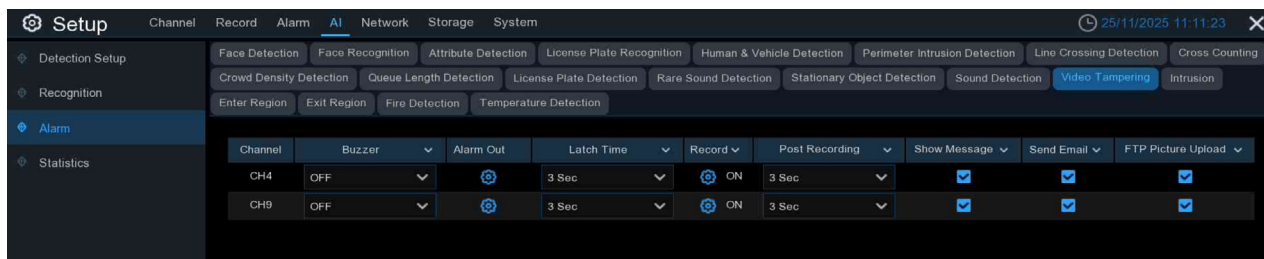 Setup Channel Record Alarm AI Network Storage System 25/11/2025 11:11:23
Detection Setup
Recognition
Alarm
Statistics
Face Detection Face Recognition Attribute Detection License Plate Recognition Human & Vehicle Detection Perimeter Intrusion Detection Line Crossing Detection Cross Counting
Crowd Density Detection Queue Length Detection License Plate Detection Rare Sound Detection Stationary Object Detection Sound Detection Video Tampering Intrusion
Enter Region Exit Region Fire Detection Temperature Detection
Channel Buzzer Alarm Out Latch Time Record Post Recording Show Message Send Email FTP Picture Upload
CH4 OFF 3 Sec ON 3 Sec
CH9 OFF 3 Sec ON 3 Sec